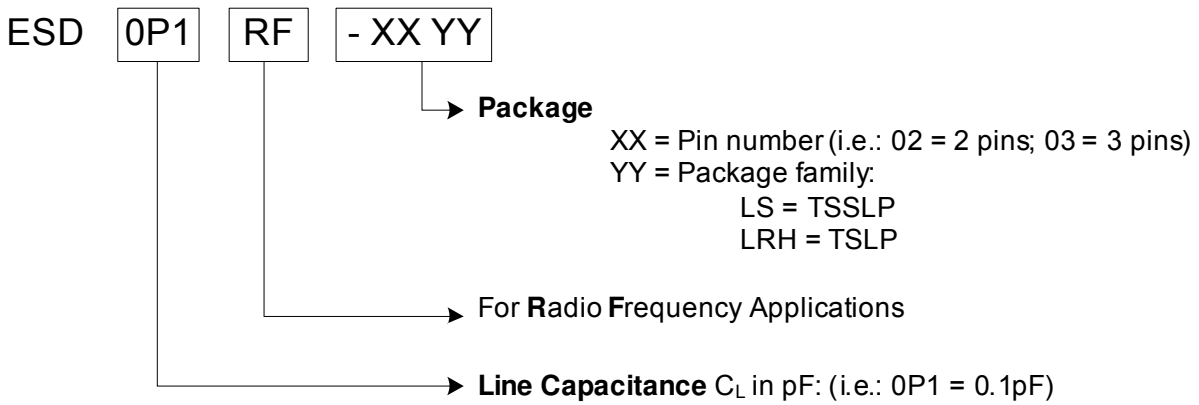 ESD 0P1 RF - XX YY
Package
XX = Pin number (i.e.: 02 = 2 pins; 03 = 3 pins)
YY = Package family:
LS = TSSLP
LRH = TSLP
For Radio Frequency Applications
Line Capacitance CL in pF: (i.e.: 0P1 = 0.1pF)